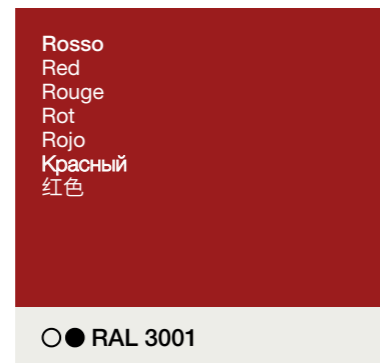 Rosso
Red
Rouge
Rot
Rojo
Красный
红色
○● RAL 3001